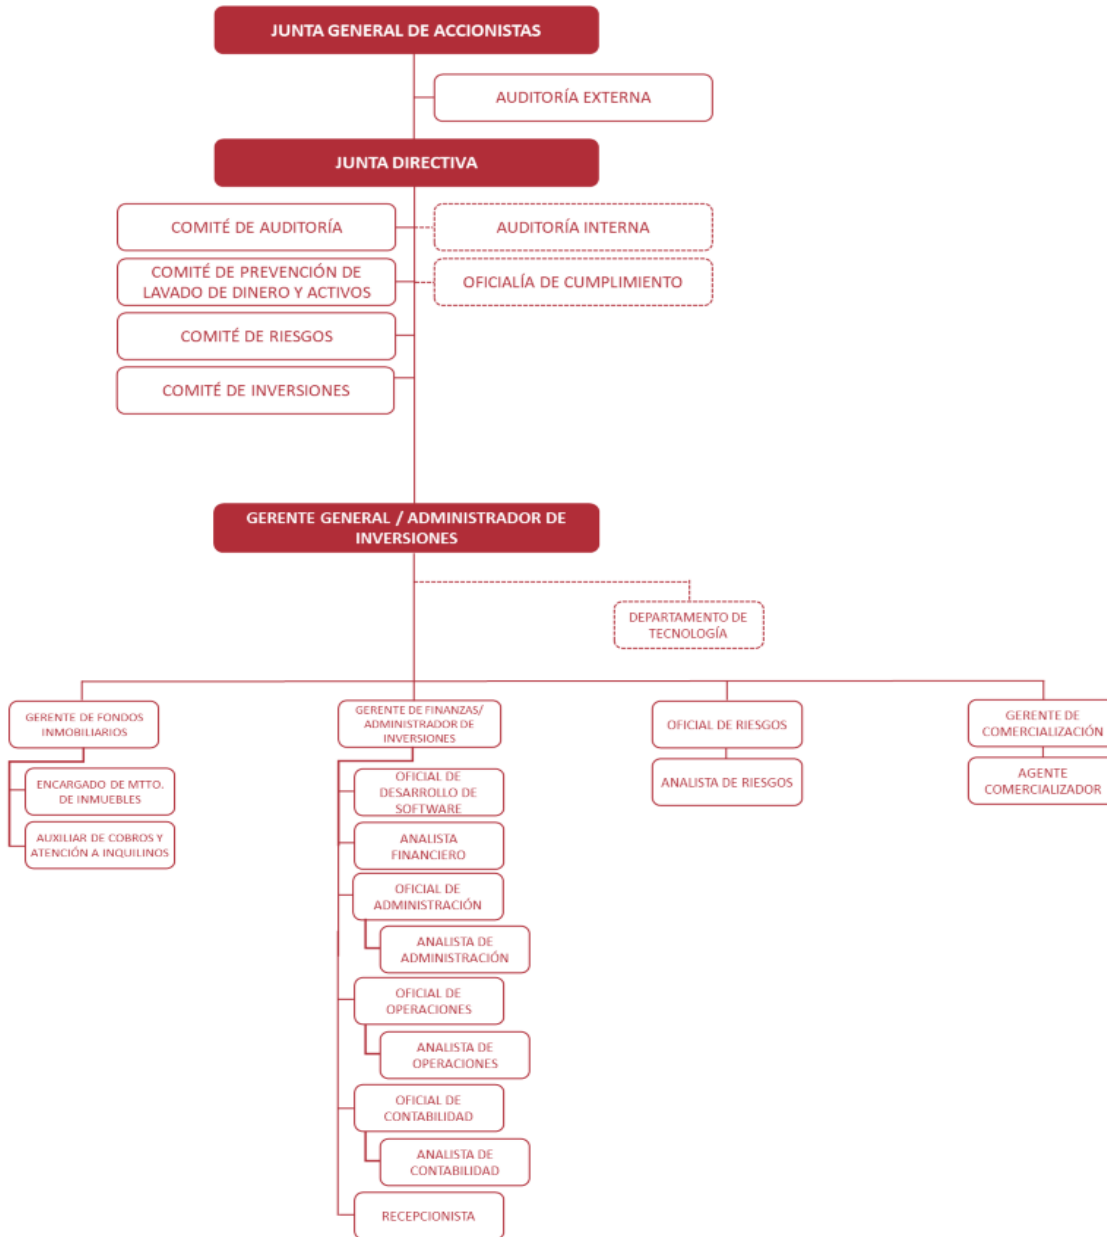 JUNTA GENERAL DE ACCIONISTAS
AUDITORÍA EXTERNA
JUNTA DIRECTIVA
COMITÉ DE AUDITORÍA
AUDITORÍA INTERNA
COMITÉ DE PREVENCIÓN DE
LAVADO DE DINERO Y ACTIVOS
OFICIALÍA DE CUMPLIMIENTO
COMITÉ DE RIESGOS
COMITÉ DE INVERSIONES
GERENTE GENERAL / ADMINISTRADOR DE
INVERSIONES
DEPARTAMENTO DE
TECNOLOGÍA
GERENTE DE FONDOS
INMOBILIARIOS
ENCARGADO DE MTTO.
DE INMUEBLES
AUXILIAR DE COBROS Y
ATENCIÓN A INQUILINOS
GERENTE DE FINANZAS/
ADMINISTRADOR DE
INVERSIONES
OFICIAL DE
DESARROLLO DE
SOFTWARE
ANALISTA
FINANCIERO
OFICIAL DE
ADMINISTRACIÓN
ANALISTA DE
ADMINISTRACIÓN
OFICIAL DE
OPERACIONES
ANALISTA DE
OPERACIONES
OFICIAL DE
CONTABILIDAD
ANALISTA DE
CONTABILIDAD
RECEPCIONISTA
OFICIAL DE RIESGOS
ANALISTA DE RIESGOS
GERENTE DE
COMERCIALIZACIÓN
AGENTE
COMERCIALIZADOR